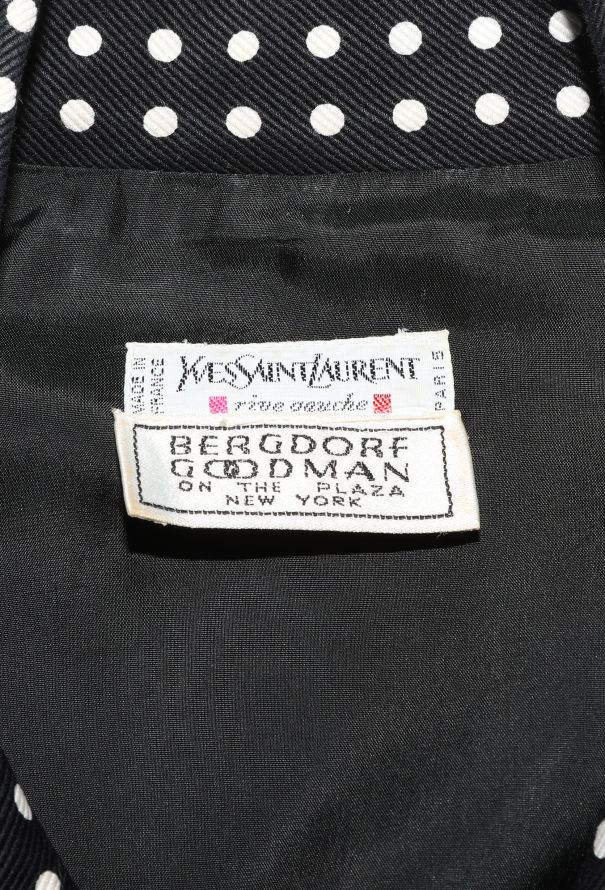 MADE IN
FRANCE
YVESSAINTLAURENT
rive gauche
PARIS
BERGDORF
GOODMAN
ON THE PLAZA
NEW YORK